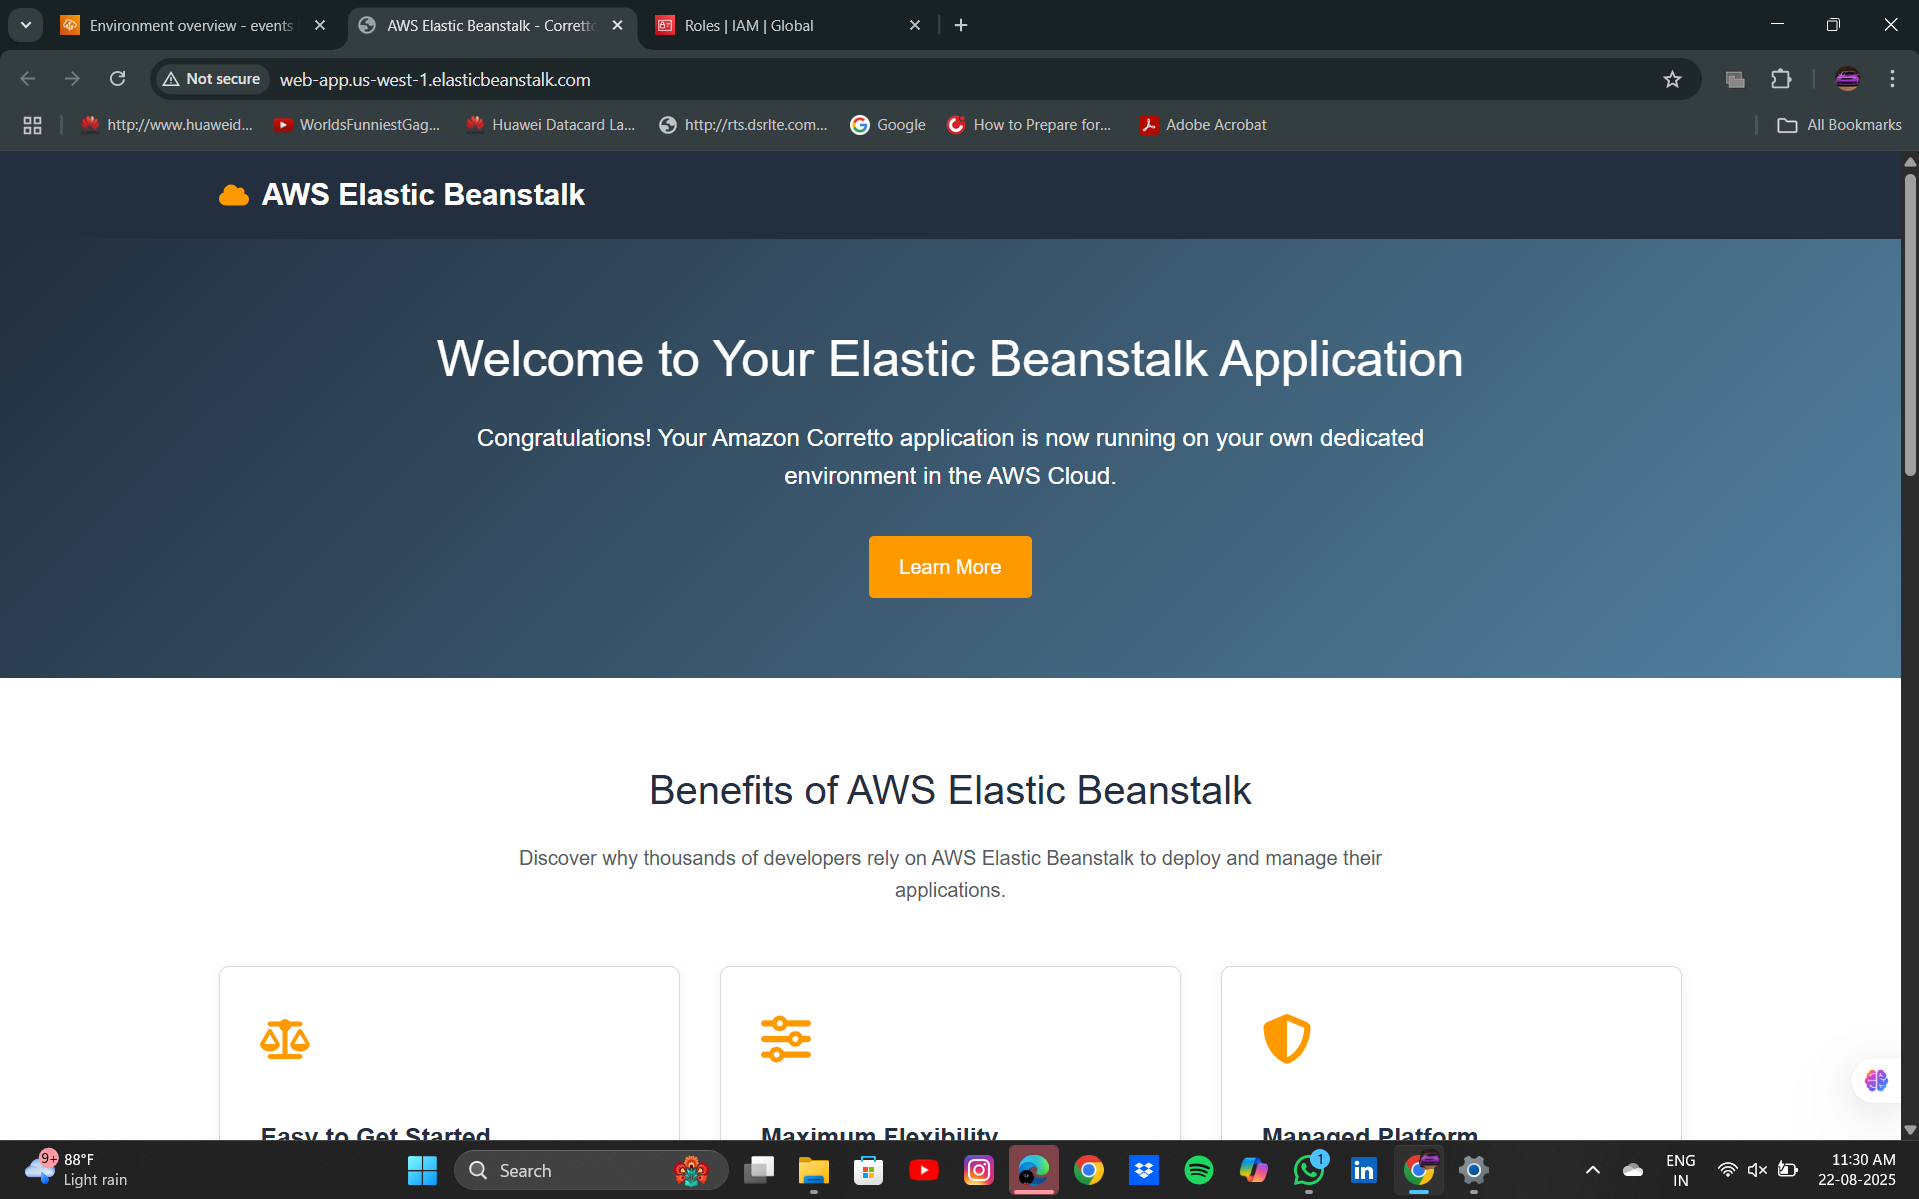 Environment overview - events
AWS Elastic Beanstalk - Corretto
Roles | IAM | Global
Not secure
web-app.us-west-1.elasticbeanstalk.com
http://www.huaweid...
WorldsFunniestGag...
Huawei Datacard La...
http://rts.dsrlte.com...
Google
How to Prepare for...
Adobe Acrobat
All Bookmarks
AWS Elastic Beanstalk
Welcome to Your Elastic Beanstalk Application
Congratulations! Your Amazon Corretto application is now running on your own dedicated
environment in the AWS Cloud.
Learn More
Benefits of AWS Elastic Beanstalk
Discover why thousands of developers rely on AWS Elastic Beanstalk to deploy and manage their
applications.
Easy to Get Started
Maximum Flexibility
Managed Platform
9+
88°F
Light rain
Search
1
in
ENG
IN
11:30 AM
22-08-2025